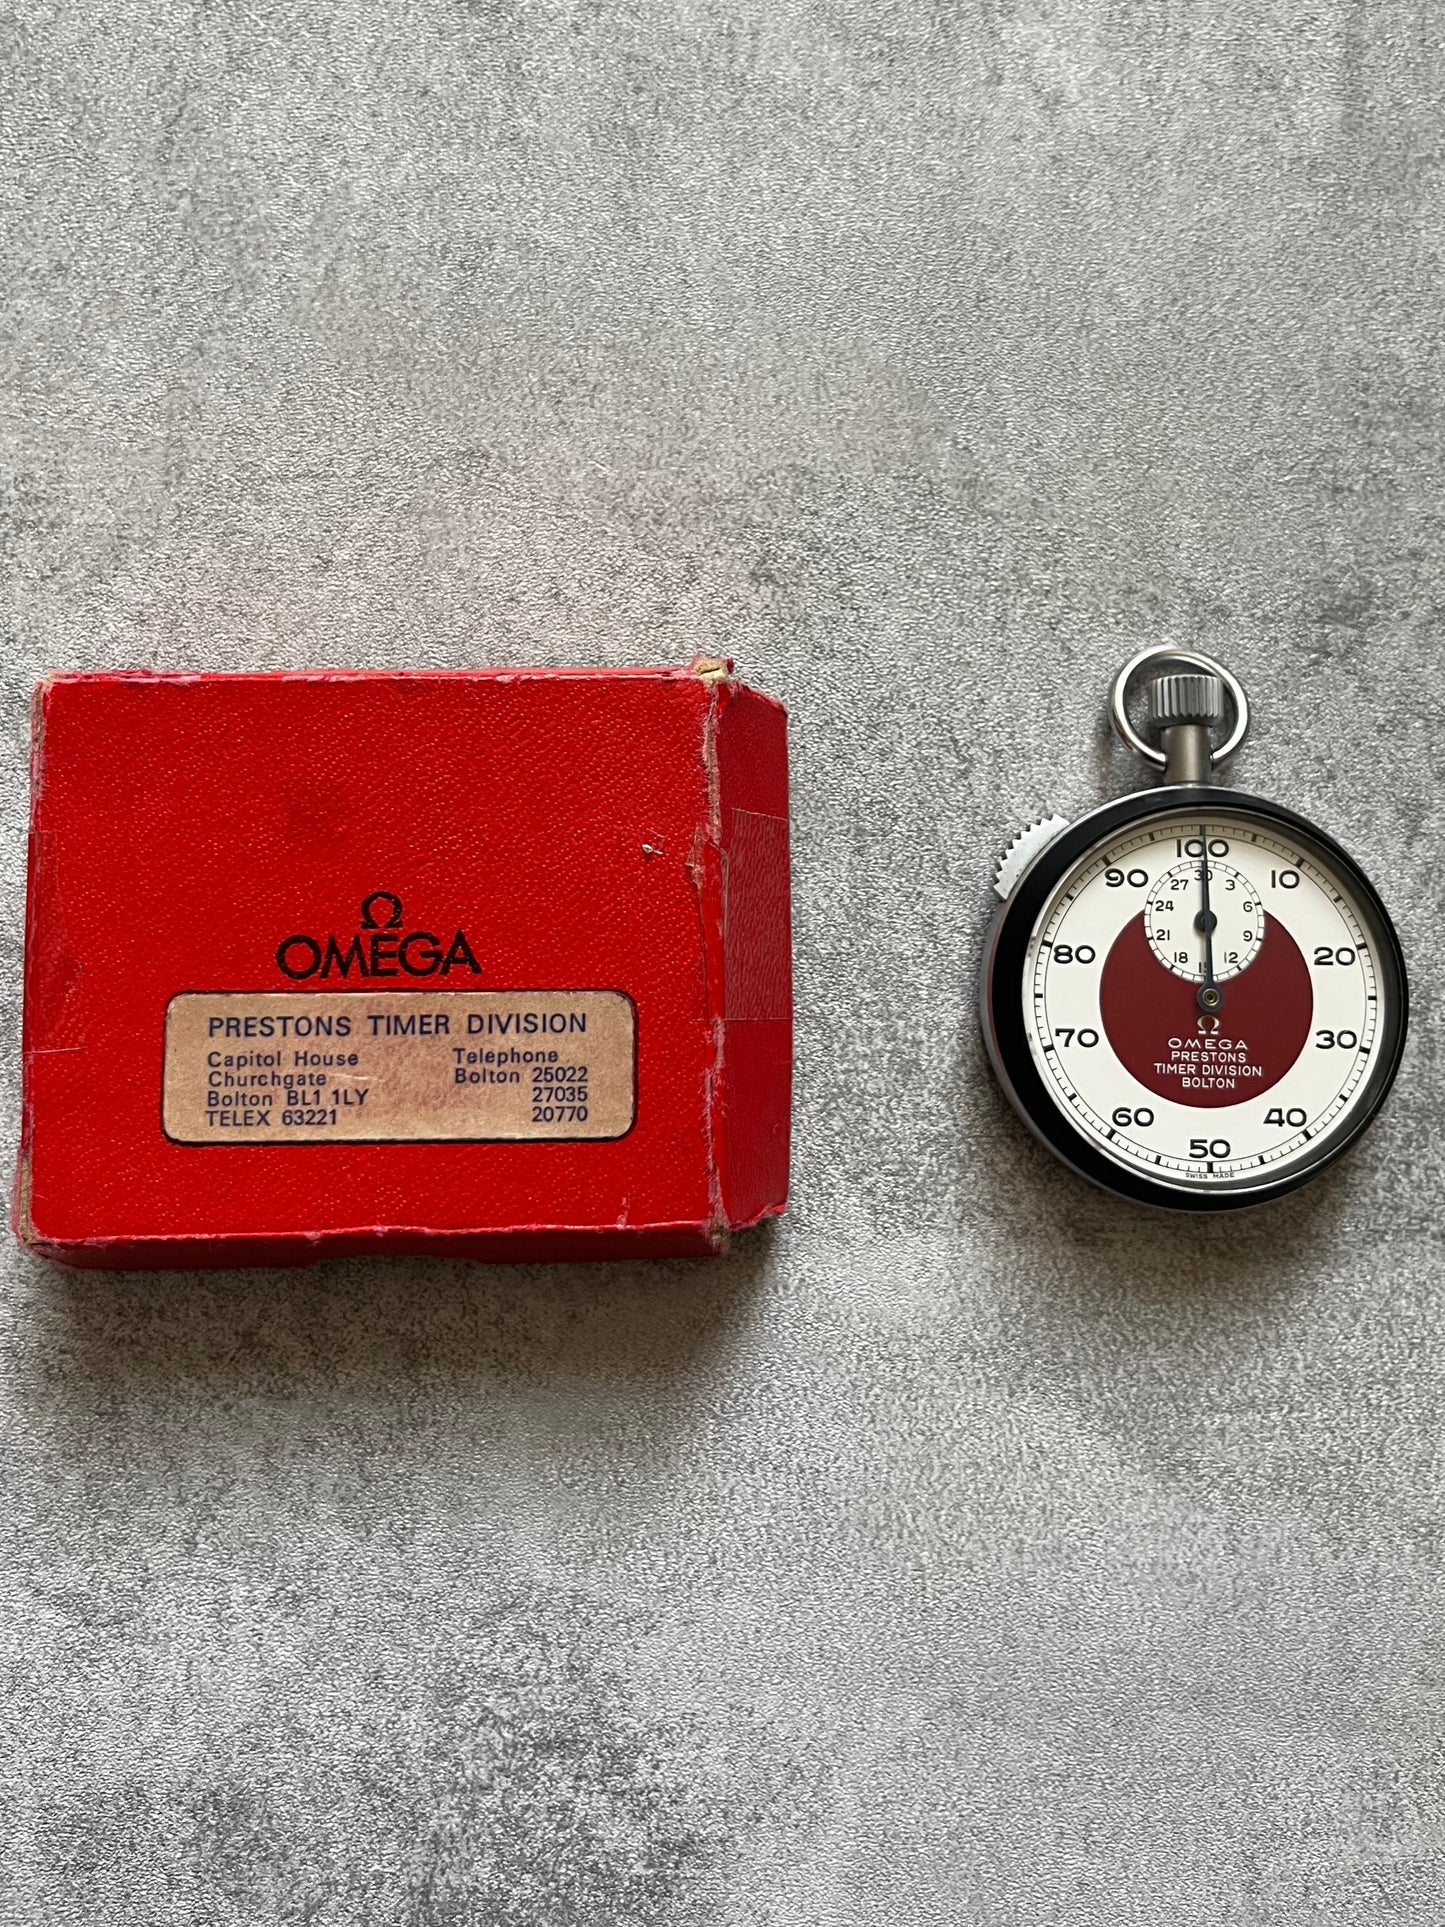 Ω
OMEGA
PRESTONS TIMER DIVISION
Capitol House Telephone
Churchgate Bolton 25022
Bolton BL1 1LY 27035
TELEX 63221 20770
100
90 10
80 20
70 30
60 40
50
30
27 3
24 6
21 9
18 12
15
Ω
OMEGA
PRESTONS
TIMER DIVISION
BOLTON
SWISS MADE